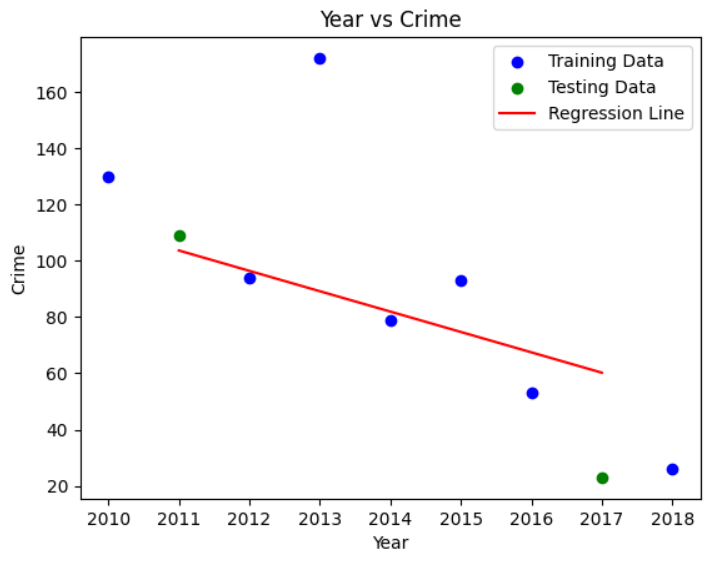 Year vs Crime
Training Data
Testing Data
Regression Line
160
140
120
100
80
60
40
20
Crime
2010 2011 2012 2013 2014 2015 2016 2017 2018
Year